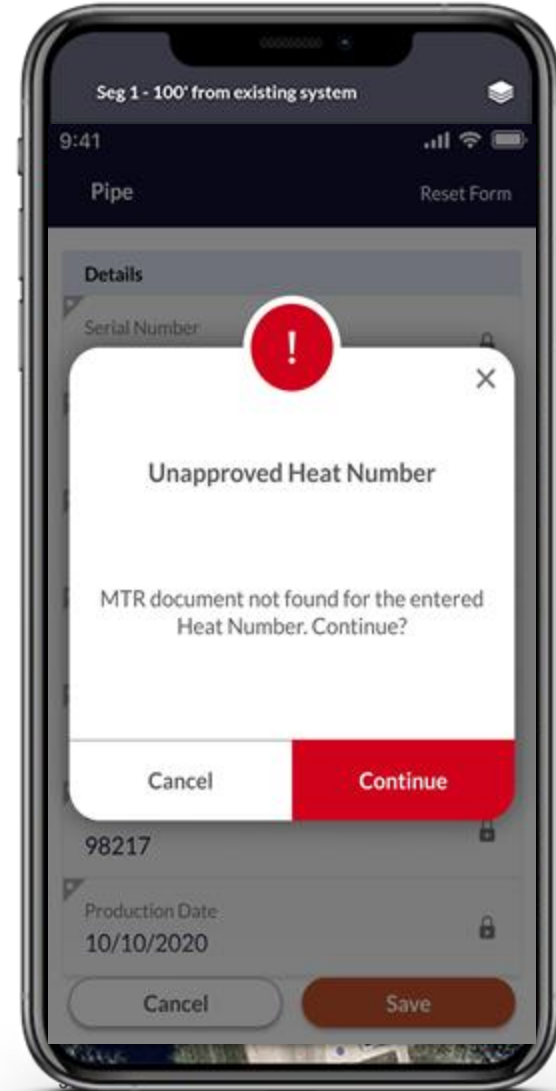 Seg 1 - 100' from existing system
9:41
Pipe
Reset Form
Details
Serial Number
!
Unapproved Heat Number
MTR document not found for the entered
Heat Number. Continue?
Cancel
Continue
98217
Production Date
10/10/2020
Cancel
Save